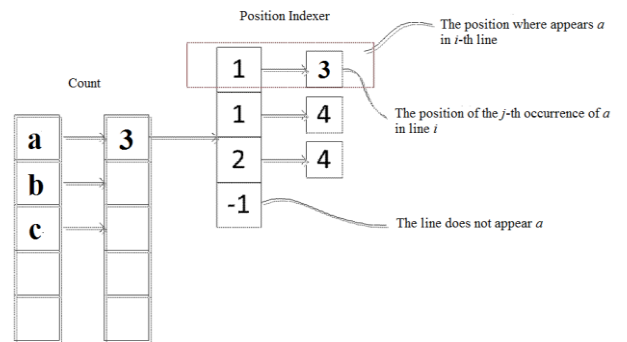 Position Indexer
The position where appears a
in i-th line
Count
1 3
The position of the j-th occurrence of a
in line i
1 4
a 3
2 4
b
-1
The line does not appear a
c